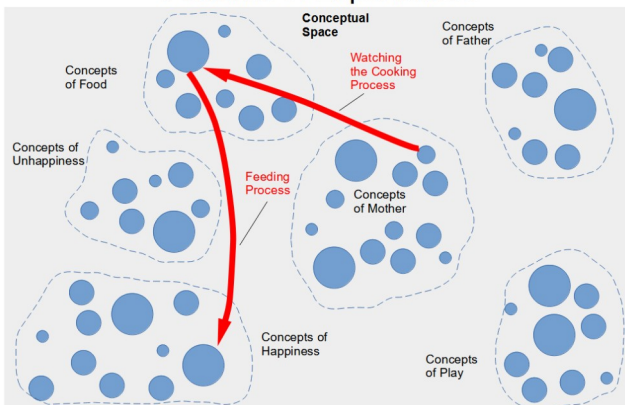 Conceptual
Space
Concepts
of Father
Watching
the Cooking
Process
Concepts
of Food
Concepts of
Unhappiness
Feeding
Process
Concepts
of Mother
Concepts of
Happiness
Concepts
of Play